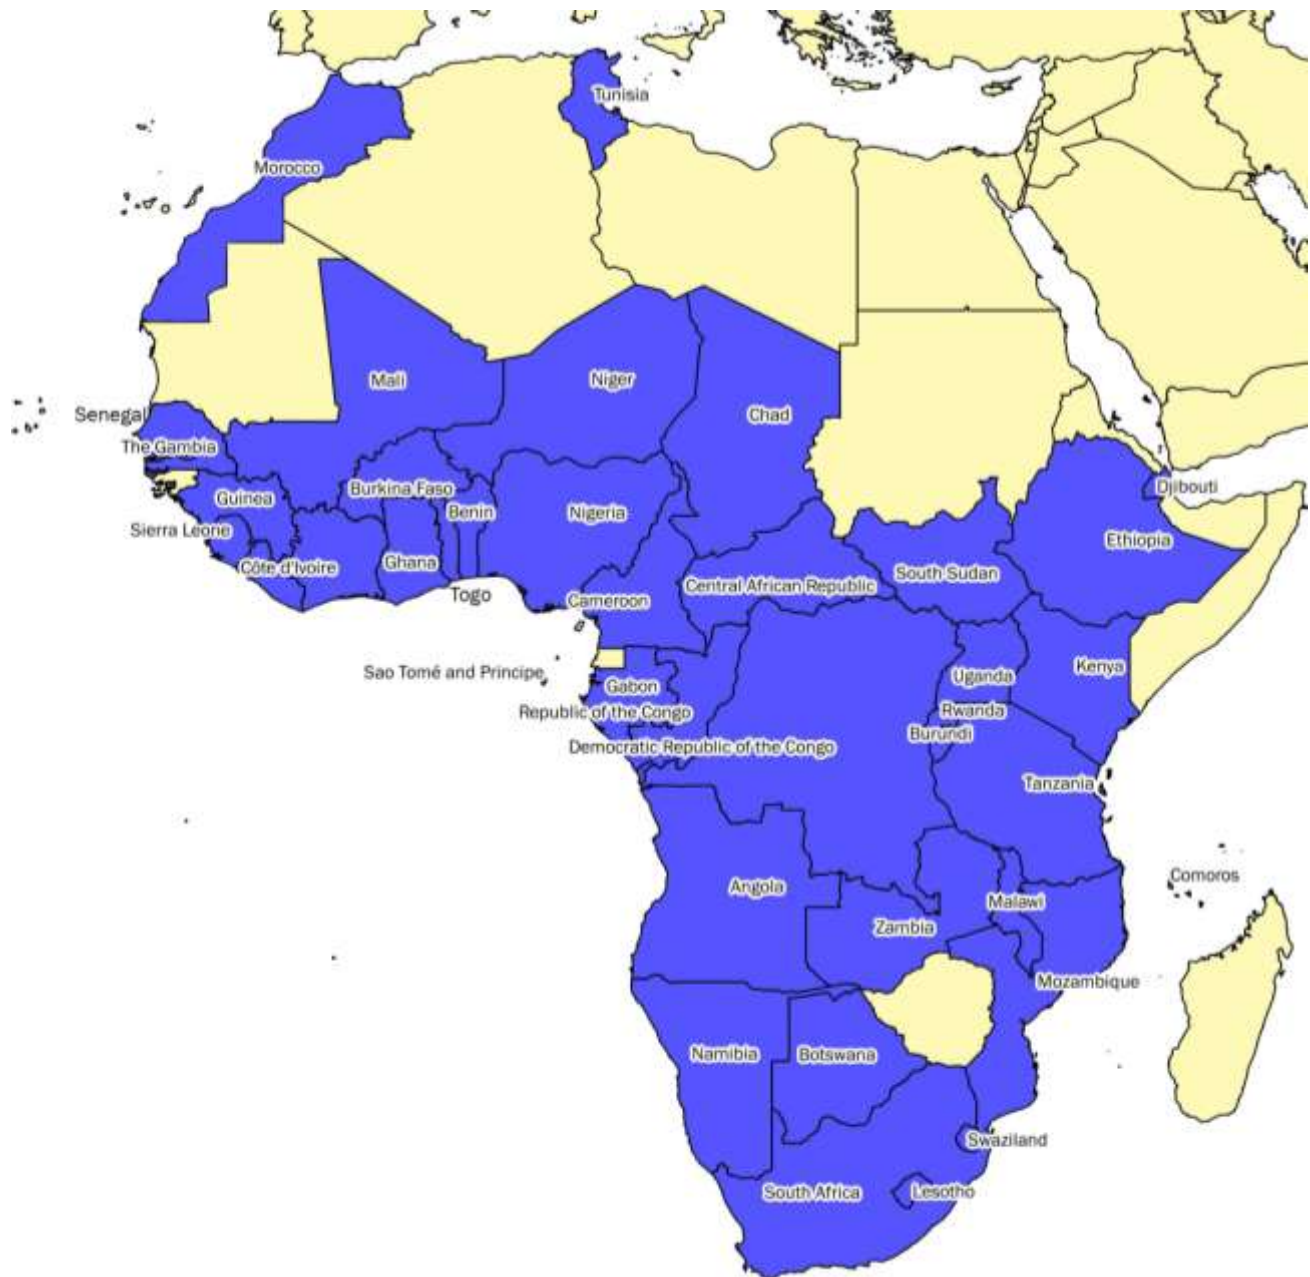 Tunisia
Morocco
Mali
Niger
Chad
Senegal
The Gambia
Guinea
Burkina Faso
Benin
Nigeria
Djibouti
Sierra Leone
Côte d'Ivoire
Ghana
Togo
Cameroon
Central African Republic
South Sudan
Ethiopia
Sao Tomé and Principe
Gabon
Uganda
Kenya
Republic of the Congo
Rwanda
Burundi
Democratic Republic of the Congo
Tanzania
Angola
Zambia
Malawi
Comoros
Mozambique
Namibia
Botswana
Swaziland
South Africa
Lesotho